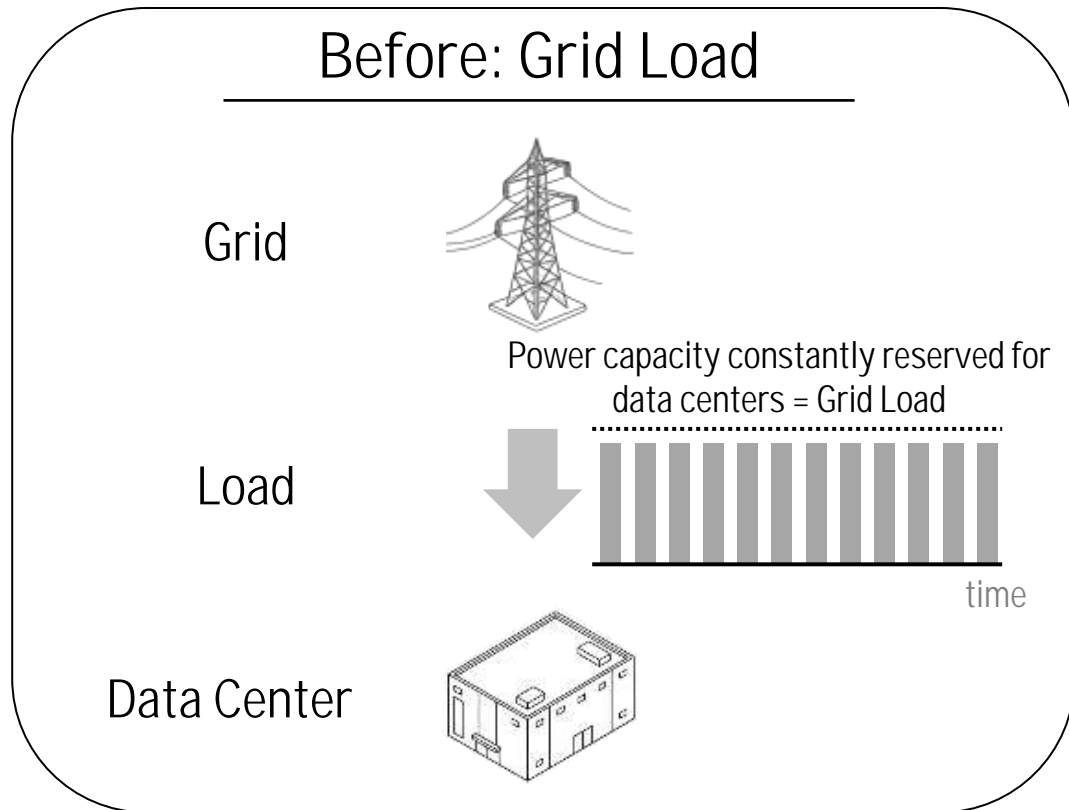 Before: Grid Load
Grid
Power capacity constantly reserved for
data centers = Grid Load
Load
time
Data Center